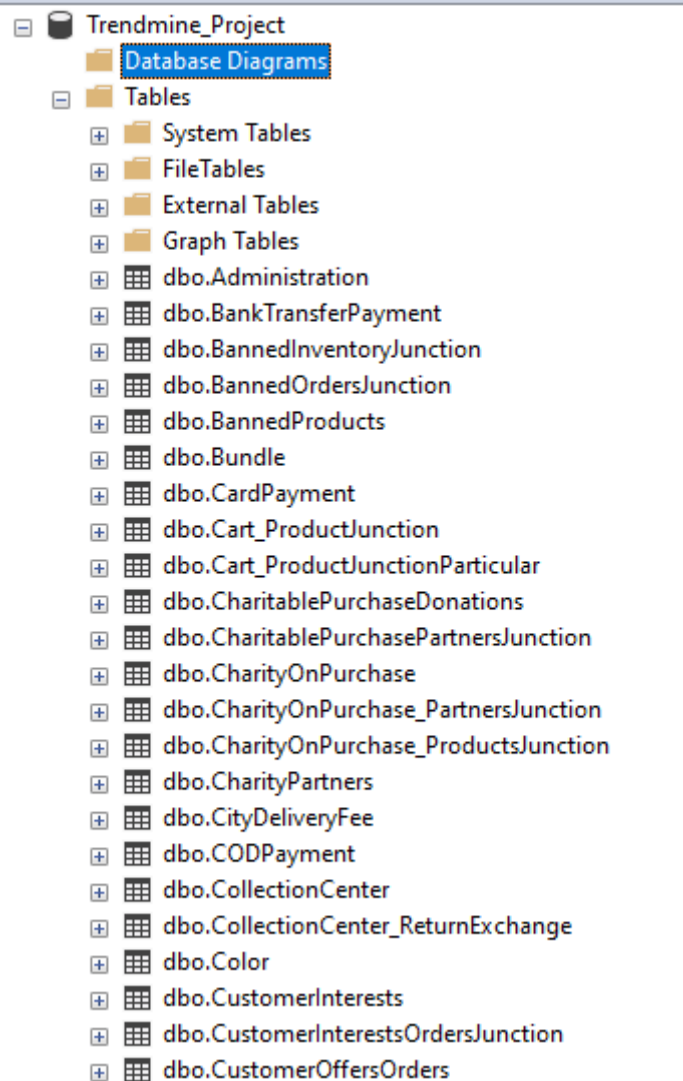 Trendmine_Project
Database Diagrams
Tables
System Tables
FileTables
External Tables
Graph Tables
dbo.Administration
dbo.BankTransferPayment
dbo.BannedInventoryJunction
dbo.BannedOrdersJunction
dbo.BannedProducts
dbo.Bundle
dbo.CardPayment
dbo.Cart_ProductJunction
dbo.Cart_ProductJunctionParticular
dbo.CharitablePurchaseDonations
dbo.CharitablePurchasePartnersJunction
dbo.CharityOnPurchase
dbo.CharityOnPurchase_PartnersJunction
dbo.CharityOnPurchase_ProductsJunction
dbo.CharityPartners
dbo.CityDeliveryFee
dbo.CODPayment
dbo.CollectionCenter
dbo.CollectionCenter_ReturnExchange
dbo.Color
dbo.CustomerInterests
dbo.CustomerInterestsOrdersJunction
dbo.CustomerOffersOrders